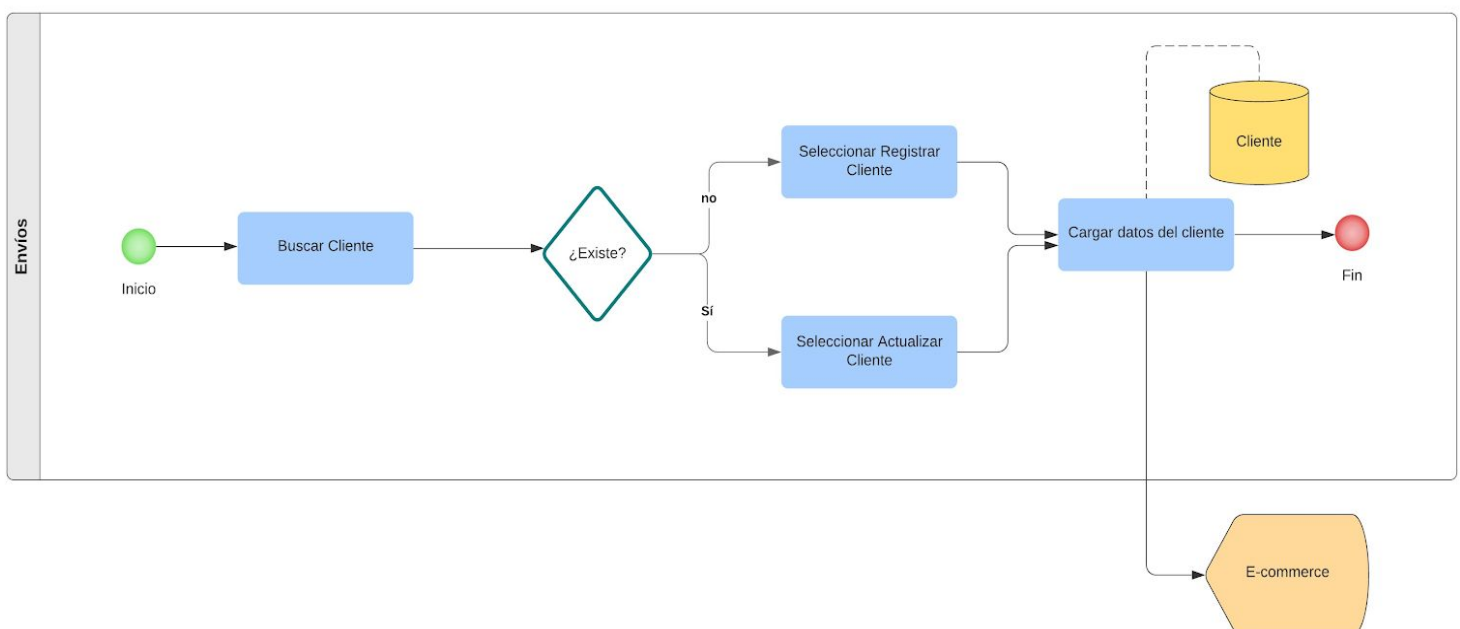 Envíos
Inicio
Buscar Cliente
¿Existe?
no
Sí
Seleccionar Registrar
Cliente
Seleccionar Actualizar
Cliente
Cargar datos del cliente
Cliente
Fin
E-commerce